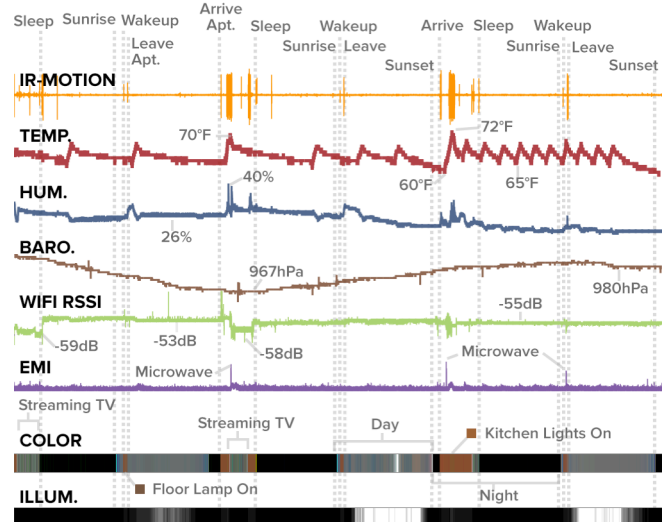 Sleep
Sunrise
Wakeup
Leave
Apt.
Arrive
Apt.
Sleep
Sunrise
Wakeup
Leave
Sunset
Arrive
Sleep
Sunrise
Wakeup
Leave
Sunset
IR-MOTION
TEMP.
70°F
72°F
60°F
65°F
HUM.
40%
26%
BARO.
967hPa
980hPa
WIFI RSSI
-59dB
-53dB
-58dB
-55dB
EMI
Microwave
Microwave
Streaming TV
Streaming TV
COLOR
Day
Kitchen Lights On
Floor Lamp On
Night
ILLUM.